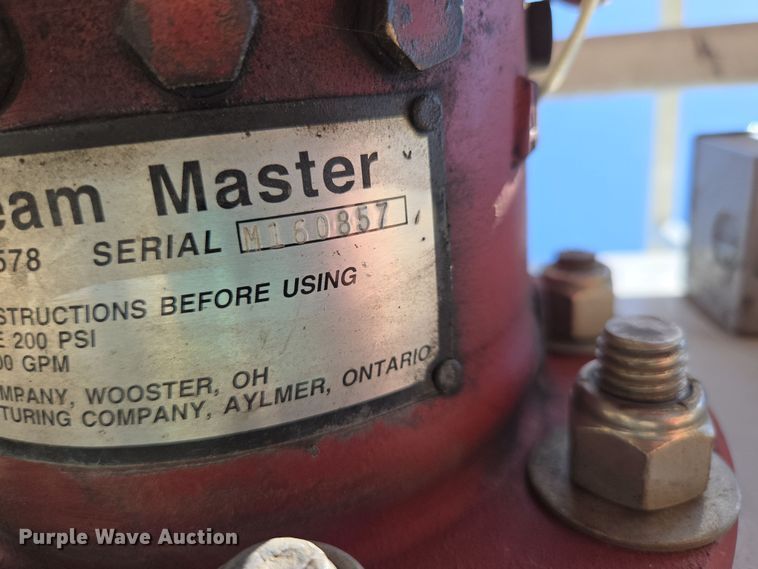 eam Master
578 SERIAL M160857
STRUCTIONS BEFORE USING
E 200 PSI
00 GPM
MPANY, WOOSTER, OH
TURING COMPANY, AYLMER, ONTARIO
Purple Wave Auction